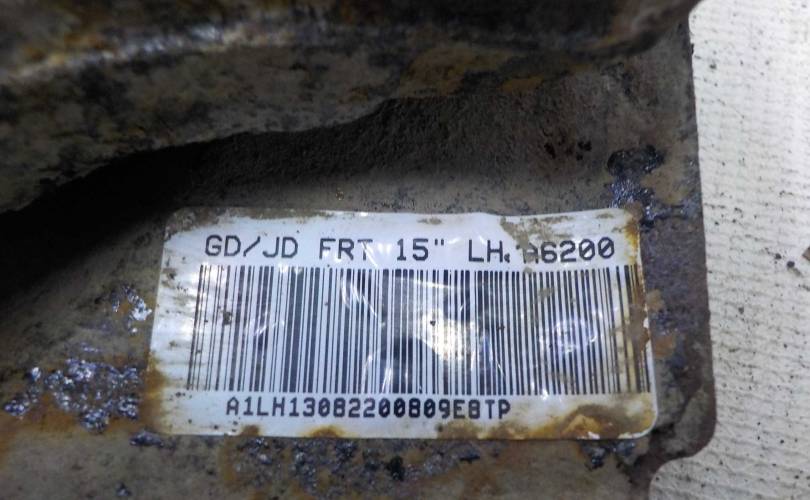 GD/JD FRT 15" LH. A6200
A1LH13082200809E8TP